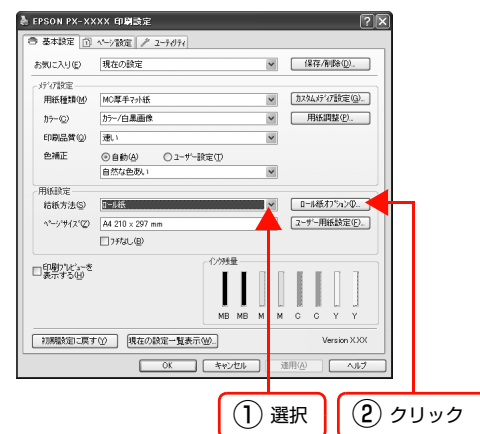 EPSON PX-XXXX 印刷設定
基本設定 ページ設定 ユーティリティ
お気に入り(E) 現在の設定 保存/削除(D)...
メディア設定
用紙種類(M) MC厚手マット紙 カスタムメディア設定(G)...
カラー(C) カラー/白黒画像 用紙調整(P)...
印刷品質(Q) 速い
色補正 自動(A) ユーザー設定(T)
自然な色あい
用紙設定
給紙方法(S) ロール紙 ロール紙オプション(I)...
ページサイズ(Z) A4 210 x 297 mm ユーザー用紙設定(F)...
フチなし(B)
印刷プレビューを
表示する(H)
インク残量
MB MB M M C C Y Y
初期設定に戻す(Y) 現在の設定一覧表示(W)... Version X.XX
OK キャンセル 適用(A) ヘルプ
① 選択 ② クリック